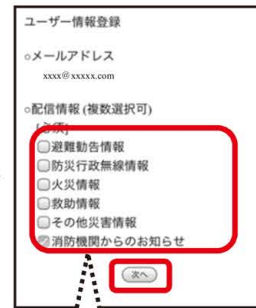 ユーザー情報登録
○メールアドレス
xxxx@xxxxx.com
○配信情報(複数選択可)
[必須]
避難勧告情報
防災行政無線情報
火災情報
救助情報
その他災害情報
消防機関からのお知らせ
次へ